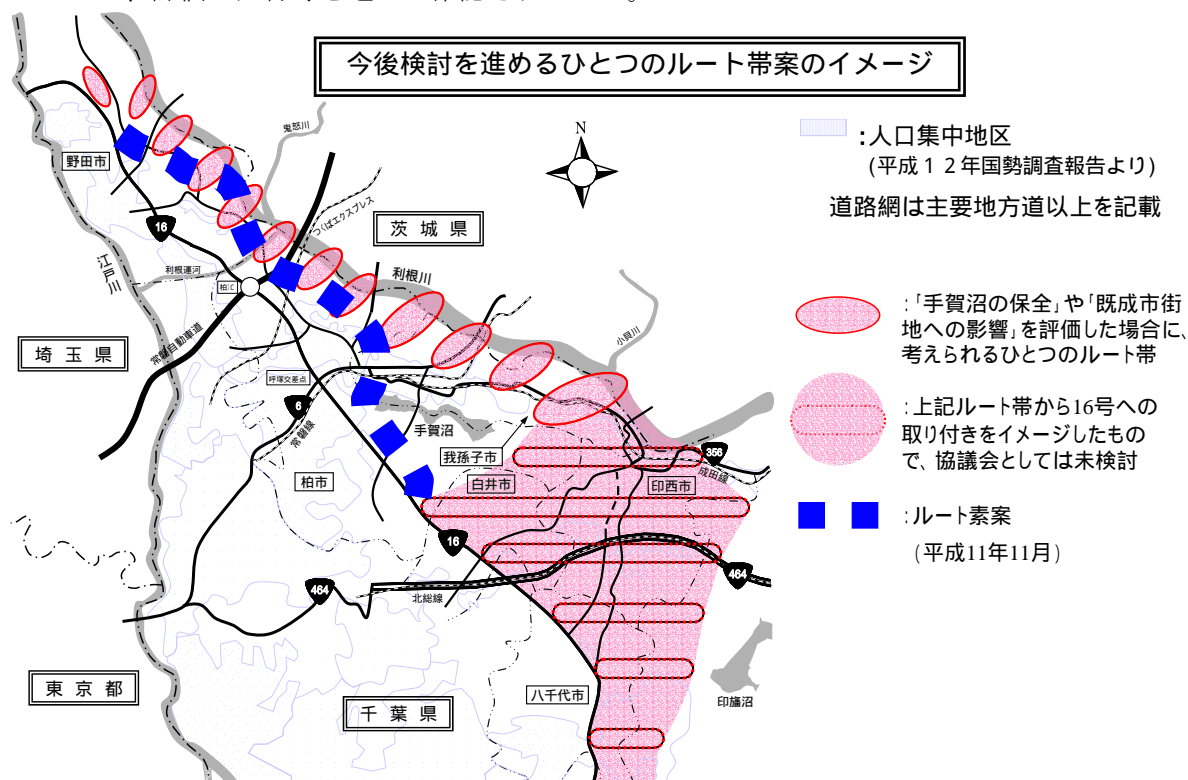 今後検討を進めるひとつのルート帯案のイメージ
鬼怒川
N
:人口集中地区
(平成12年国勢調査報告より)
道路網は主要地方道以上を記載
野田市
16
つくばエクスプレス
茨城県
江戸川
利根運河
柏IC
利根川
:「手賀沼の保全」や「既成市街
地への影響」を評価した場合に、
考えられるひとつのルート帯
小貝川
埼玉県
常磐自動車道
呼塚交差点
6
常磐線
手賀沼
:上記ルート帯から16号への
取り付きをイメージしたもの
で、協議会としては未検討
我孫子市
356
成田線
柏市
白井市
印西市
:ルート素案
(平成11年11月)
16
464
464
北総線
東京都
千葉県
八千代市
印旛沼